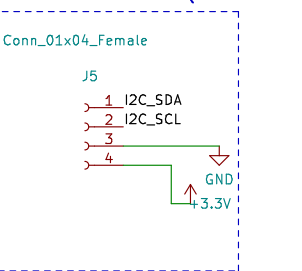 Conn_01x04_Female
J5
1 I2C_SDA
2 I2C_SCL
3
4
GND
+3.3V